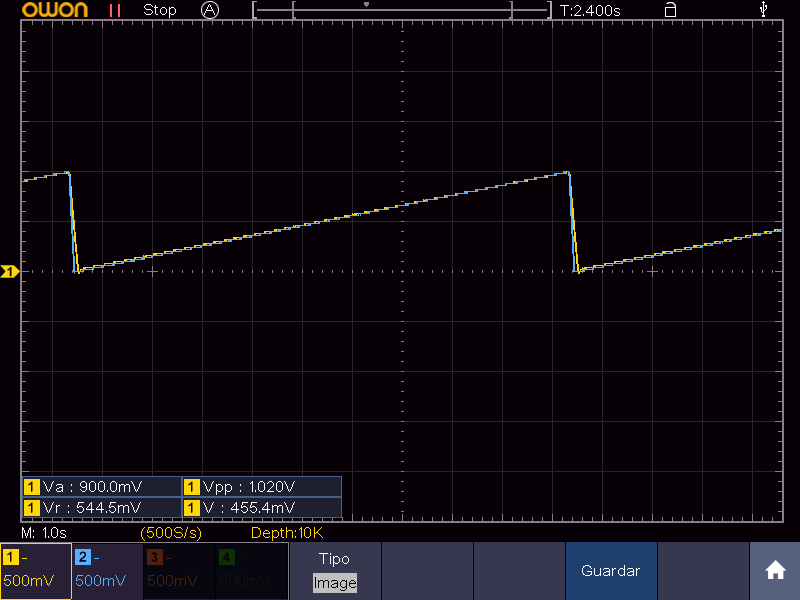 OWON Stop A T:2.400s
1
1 Va : 900.0mV 1 Vpp : 1.020V
1 Vr : 544.5mV 1 V : 455.4mV
M: 1.0s (500S/s) Depth:10K
1 - 2 - 3 - 4 - Tipo
500mV 500mV 500mV 500mV Image
Guardar